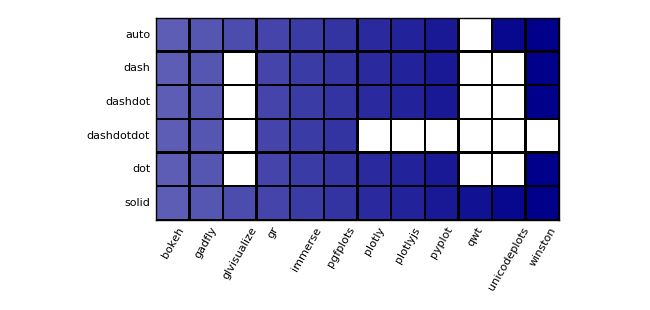 auto
dash
dashdot
dashdotdot
dot
solid
bokeh
gadfly
glvisualize
gr
immerse
pgfplots
plotly
plotlyjs
pyplot
qwt
unicodeplots
winston